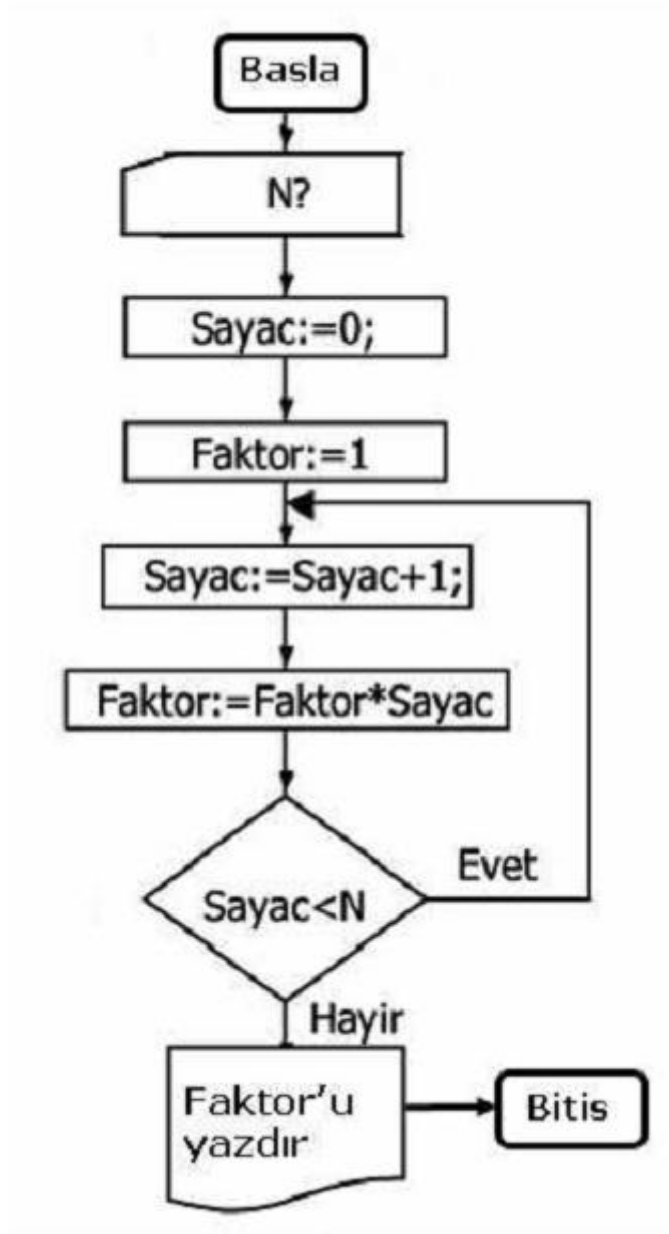 Basla
N?
Sayac:=0;
Faktor:=1
Sayac:=Sayac+1;
Faktor:=Faktor*Sayac
Sayac<N
Evet
Hayir
Faktor'u
yazdır
Bitis